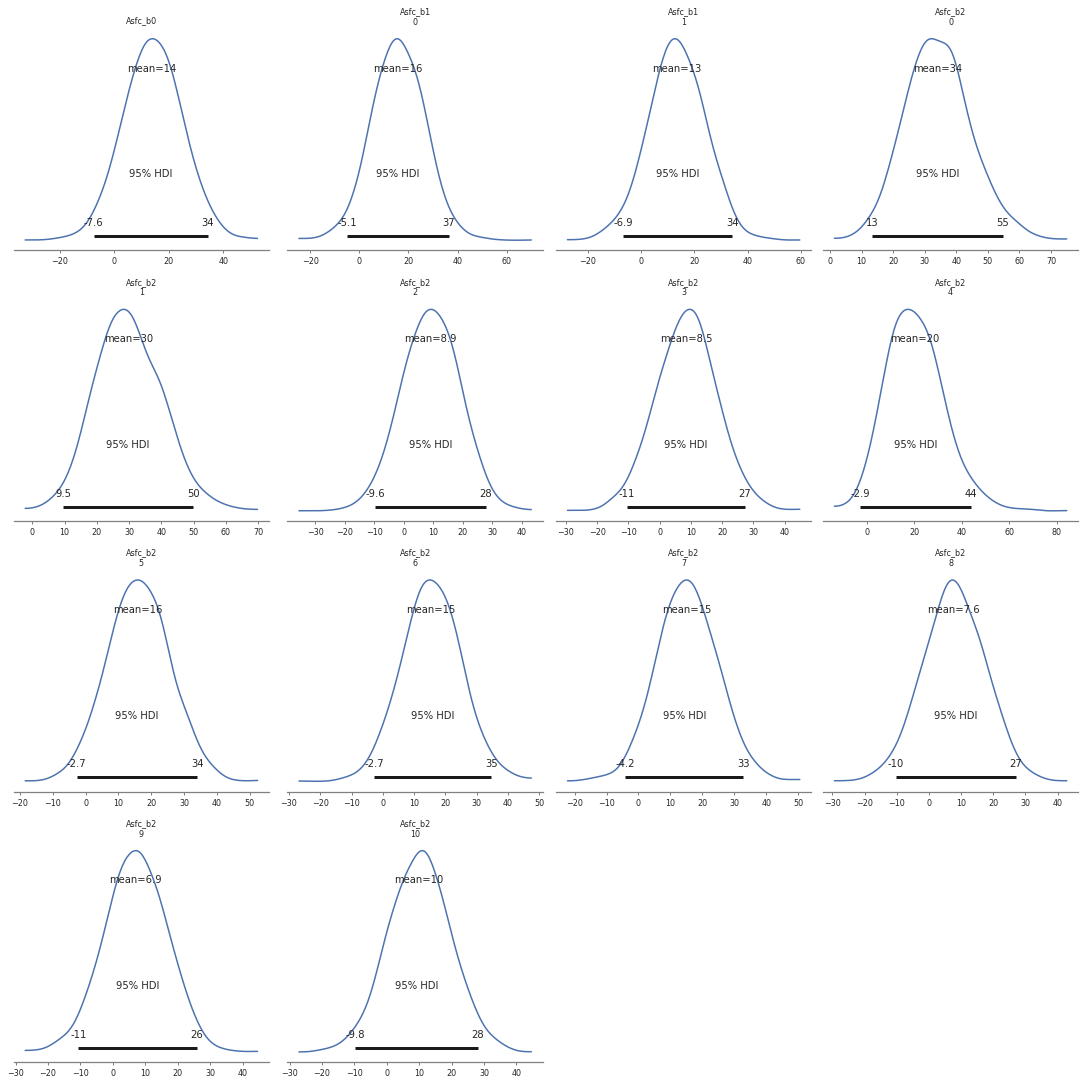 Asfc_b0
mean=14
95% HDI
-7.6 34
−20 0 20 40
Asfc_b1
0
mean=16
95% HDI
-5.1 37
−20 0 20 40 60
Asfc_b1
1
mean=13
95% HDI
-6.9 34
−20 0 20 40 60
Asfc_b2
0
mean=34
95% HDI
13 55
0 10 20 30 40 50 60 70
Asfc_b2
1
mean=30
95% HDI
9.5 50
0 10 20 30 40 50 60 70
Asfc_b2
2
mean=8.9
95% HDI
-9.6 28
−30 −20 −10 0 10 20 30 40
Asfc_b2
3
mean=8.5
95% HDI
-11 27
−30 −20 −10 0 10 20 30 40
Asfc_b2
4
mean=20
95% HDI
-2.9 44
0 20 40 60 80
Asfc_b2
5
mean=16
95% HDI
-2.7 34
−20 −10 0 10 20 30 40 50
Asfc_b2
6
mean=15
95% HDI
-2.7 35
−30 −20 −10 0 10 20 30 40 50
Asfc_b2
7
mean=15
95% HDI
-4.2 33
−20 −10 0 10 20 30 40 50
Asfc_b2
8
mean=7.6
95% HDI
-10 27
−30 −20 −10 0 10 20 30 40
Asfc_b2
9
mean=6.9
95% HDI
-11 26
−30 −20 −10 0 10 20 30 40
Asfc_b2
10
mean=10
95% HDI
-9.8 28
−30 −20 −10 0 10 20 30 40